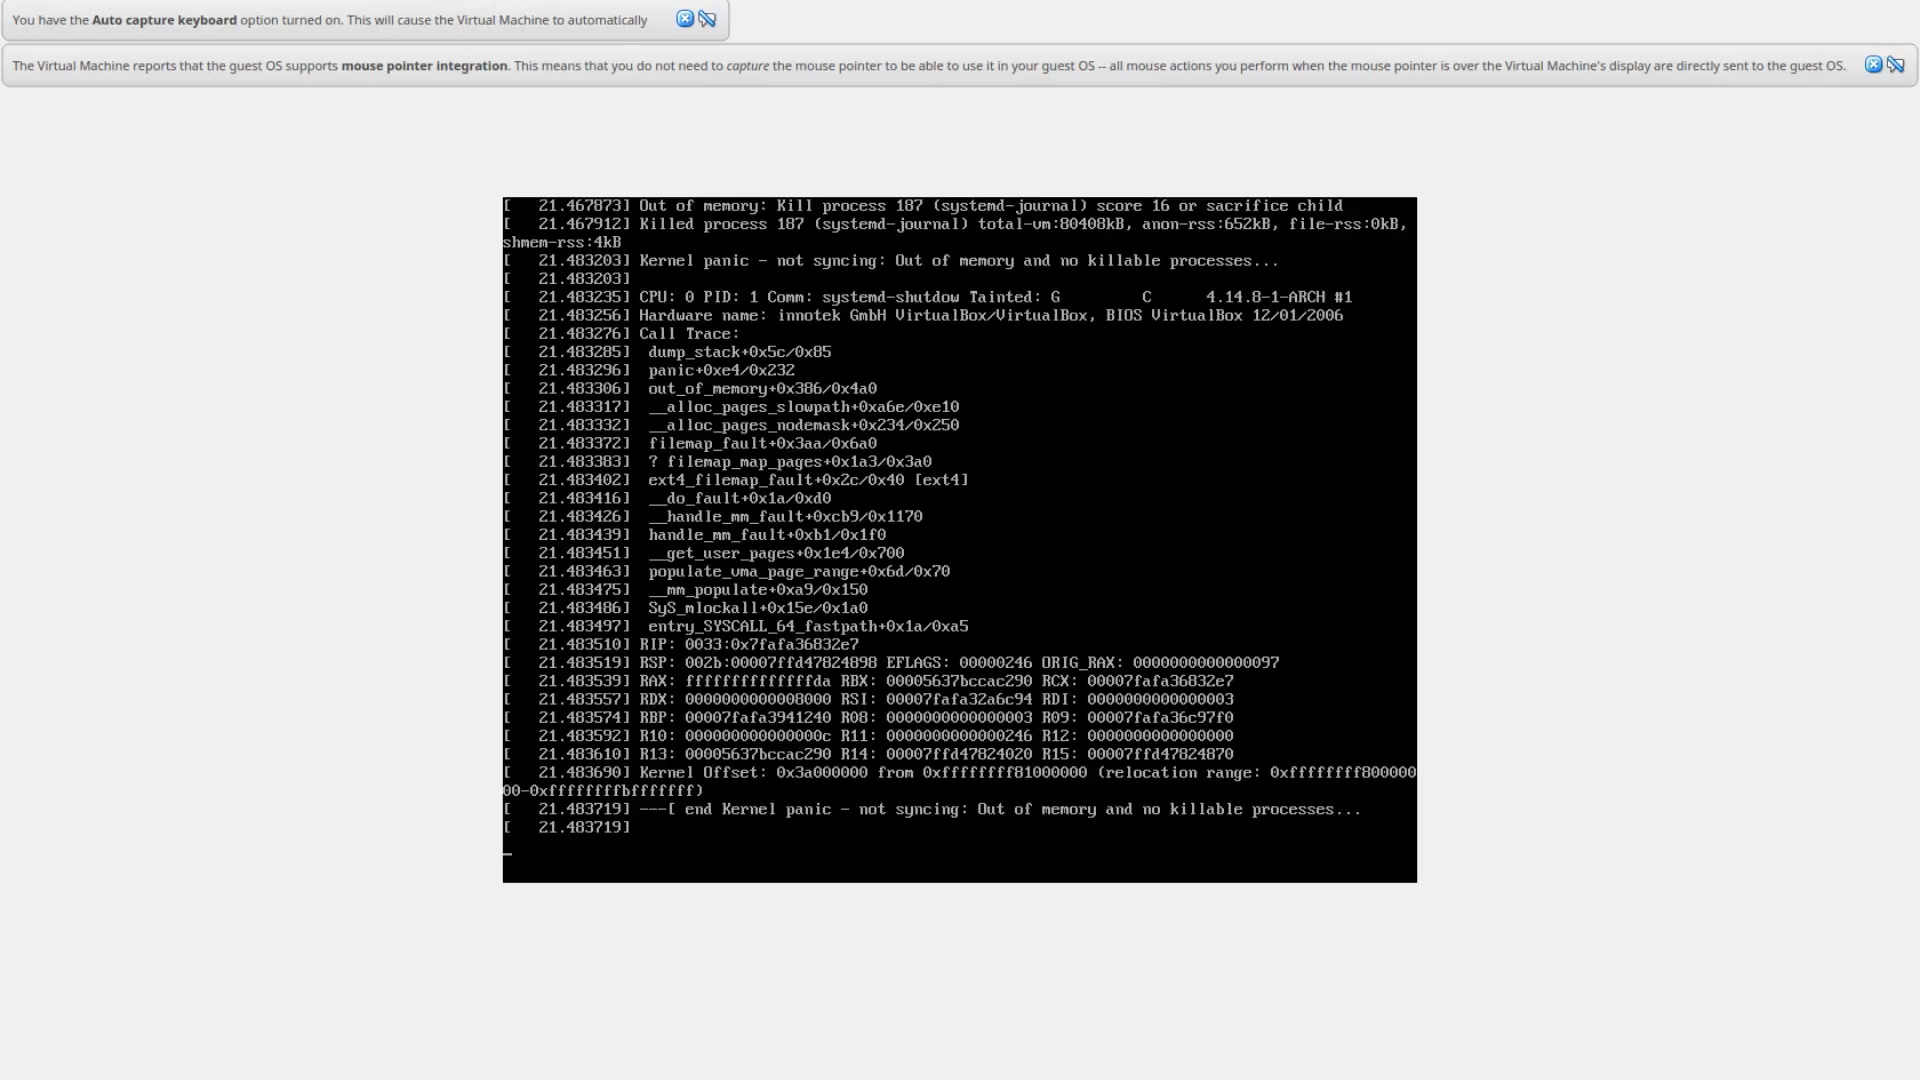 You have the Auto capture keyboard option turned on. This will cause the Virtual Machine to automatically
The Virtual Machine reports that the guest OS supports mouse pointer integration. This means that you do not need to capture the mouse pointer to be able to use it in your guest OS -- all mouse actions you perform when the mouse pointer is over the Virtual Machine's display are directly sent to the guest OS.
[   21.467873] Out of memory: Kill process 187 (systemd-journal) score 16 or sacrifice child
[   21.467912] Killed process 187 (systemd-journal) total-vm:80408kB, anon-rss:652kB, file-rss:0kB,
shmem-rss:4kB
[   21.483203] Kernel panic - not syncing: Out of memory and no killable processes...
[   21.483203]
[   21.483235] CPU: 0 PID: 1 Comm: systemd-shutdow Tainted: G         C      4.14.8-1-ARCH #1
[   21.483256] Hardware name: innotek GmbH VirtualBox/VirtualBox, BIOS VirtualBox 12/01/2006
[   21.483276] Call Trace:
[   21.483285]  dump_stack+0x5c/0x85
[   21.483296]  panic+0xe4/0x232
[   21.483306]  out_of_memory+0x386/0x4a0
[   21.483317]  __alloc_pages_slowpath+0xa6e/0xe10
[   21.483332]  __alloc_pages_nodemask+0x234/0x250
[   21.483372]  filemap_fault+0x3aa/0x6a0
[   21.483383]  ? filemap_map_pages+0x1a3/0x3a0
[   21.483402]  ext4_filemap_fault+0x2c/0x40 [ext4]
[   21.483416]  __do_fault+0x1a/0xd0
[   21.483426]  __handle_mm_fault+0xcb9/0x1170
[   21.483439]  handle_mm_fault+0xb1/0x1f0
[   21.483451]  __get_user_pages+0x1e4/0x700
[   21.483463]  populate_vma_page_range+0x6d/0x70
[   21.483475]  __mm_populate+0xa9/0x150
[   21.483486]  SyS_mlockall+0x15e/0x1a0
[   21.483497]  entry_SYSCALL_64_fastpath+0x1a/0xa5
[   21.483510] RIP: 0033:0x7fafa36832e7
[   21.483519] RSP: 002b:00007ffd47824898 EFLAGS: 00000246 ORIG_RAX: 0000000000000097
[   21.483539] RAX: ffffffffffffffda RBX: 00005637bccac290 RCX: 00007fafa36832e7
[   21.483557] RDX: 0000000000008000 RSI: 00007fafa32a6c94 RDI: 0000000000000003
[   21.483574] RBP: 00007fafa3941240 R08: 0000000000000003 R09: 00007fafa36c97f0
[   21.483592] R10: 000000000000000c R11: 0000000000000246 R12: 0000000000000000
[   21.483610] R13: 00005637bccac290 R14: 00007ffd47824020 R15: 00007ffd47824870
[   21.483690] Kernel Offset: 0x3a000000 from 0xffffffff81000000 (relocation range: 0xffffffff800000
00-0xffffffffbfffffff)
[   21.483719] ---[ end Kernel panic - not syncing: Out of memory and no killable processes...
[   21.483719]
_